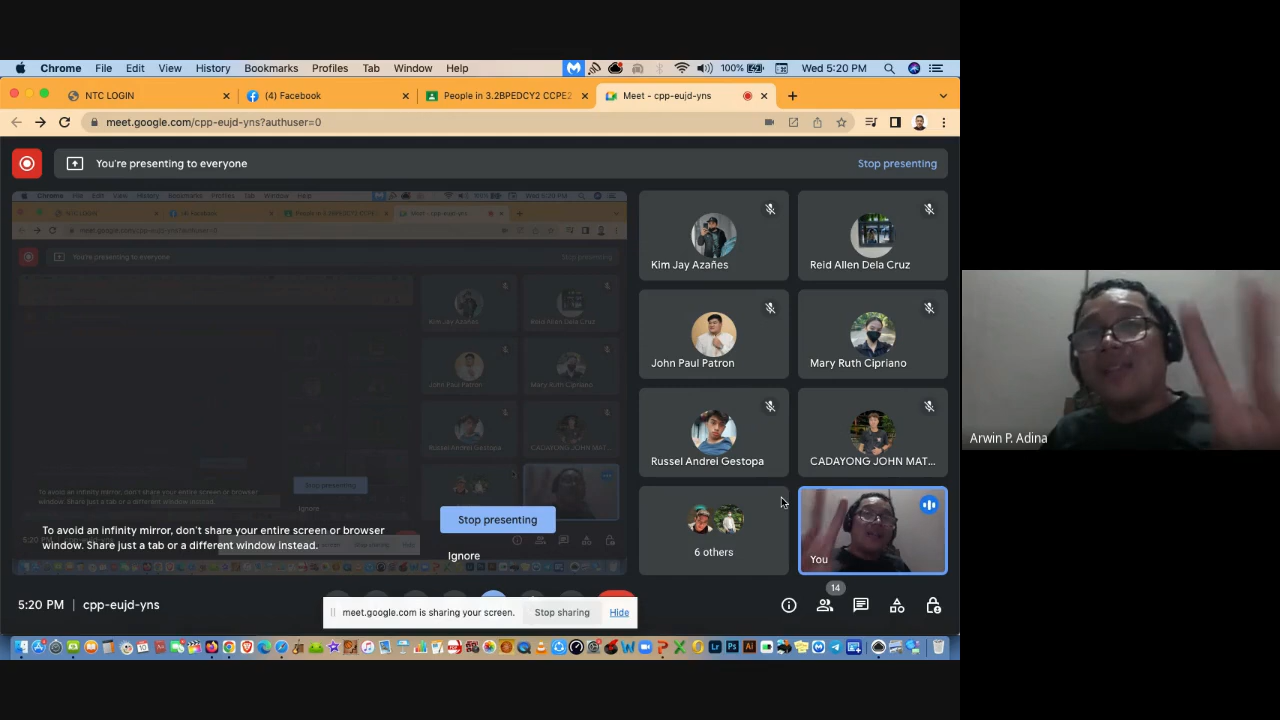 Chrome File Edit View History Bookmarks Profiles Tab Window Help 100% Wed 5:20 PM
NTC LOGIN (4) Facebook People in 3.2BPEDCY2 CCPE2 Meet - cpp-eujd-yns
meet.google.com/cpp-eujd-yns?authuser=0
You're presenting to everyone Stop presenting
Kim Jay Azañes Reid Allen Dela Cruz
John Paul Patron Mary Ruth Cipriano
Russel Andrei Gestopa CADAYONG JOHN MAT...
6 others You
To avoid an infinity mirror, don't share your entire screen or browser
window. Share just a tab or a different window instead.
Stop presenting
Ignore
14
5:20 PM | cpp-eujd-yns
meet.google.com is sharing your screen. Stop sharing Hide
Arwin P. Adina